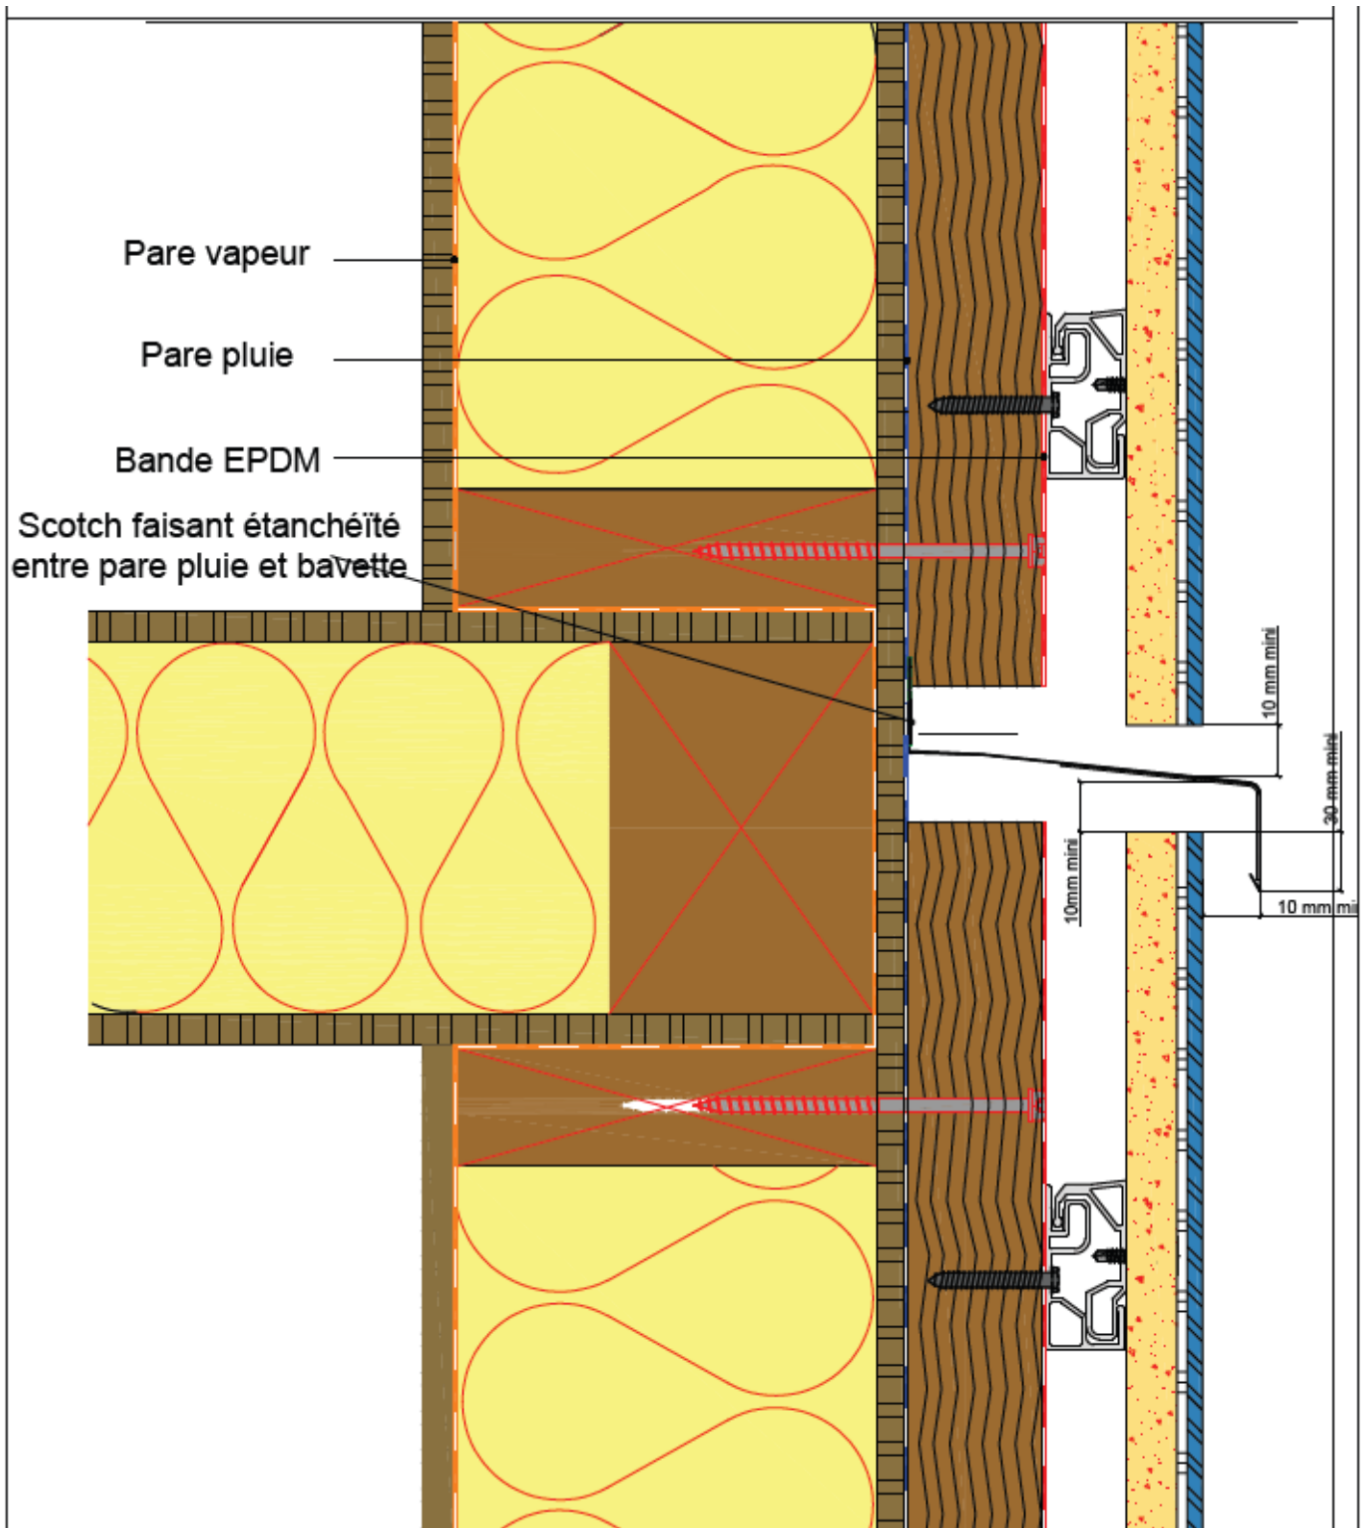 Pare vapeur
Pare pluie
Bande EPDM
Scotch faisant étanchéïté
entre pare pluie et bavette
10 mm mini
30 mm mini
10mm mini
10 mm mi